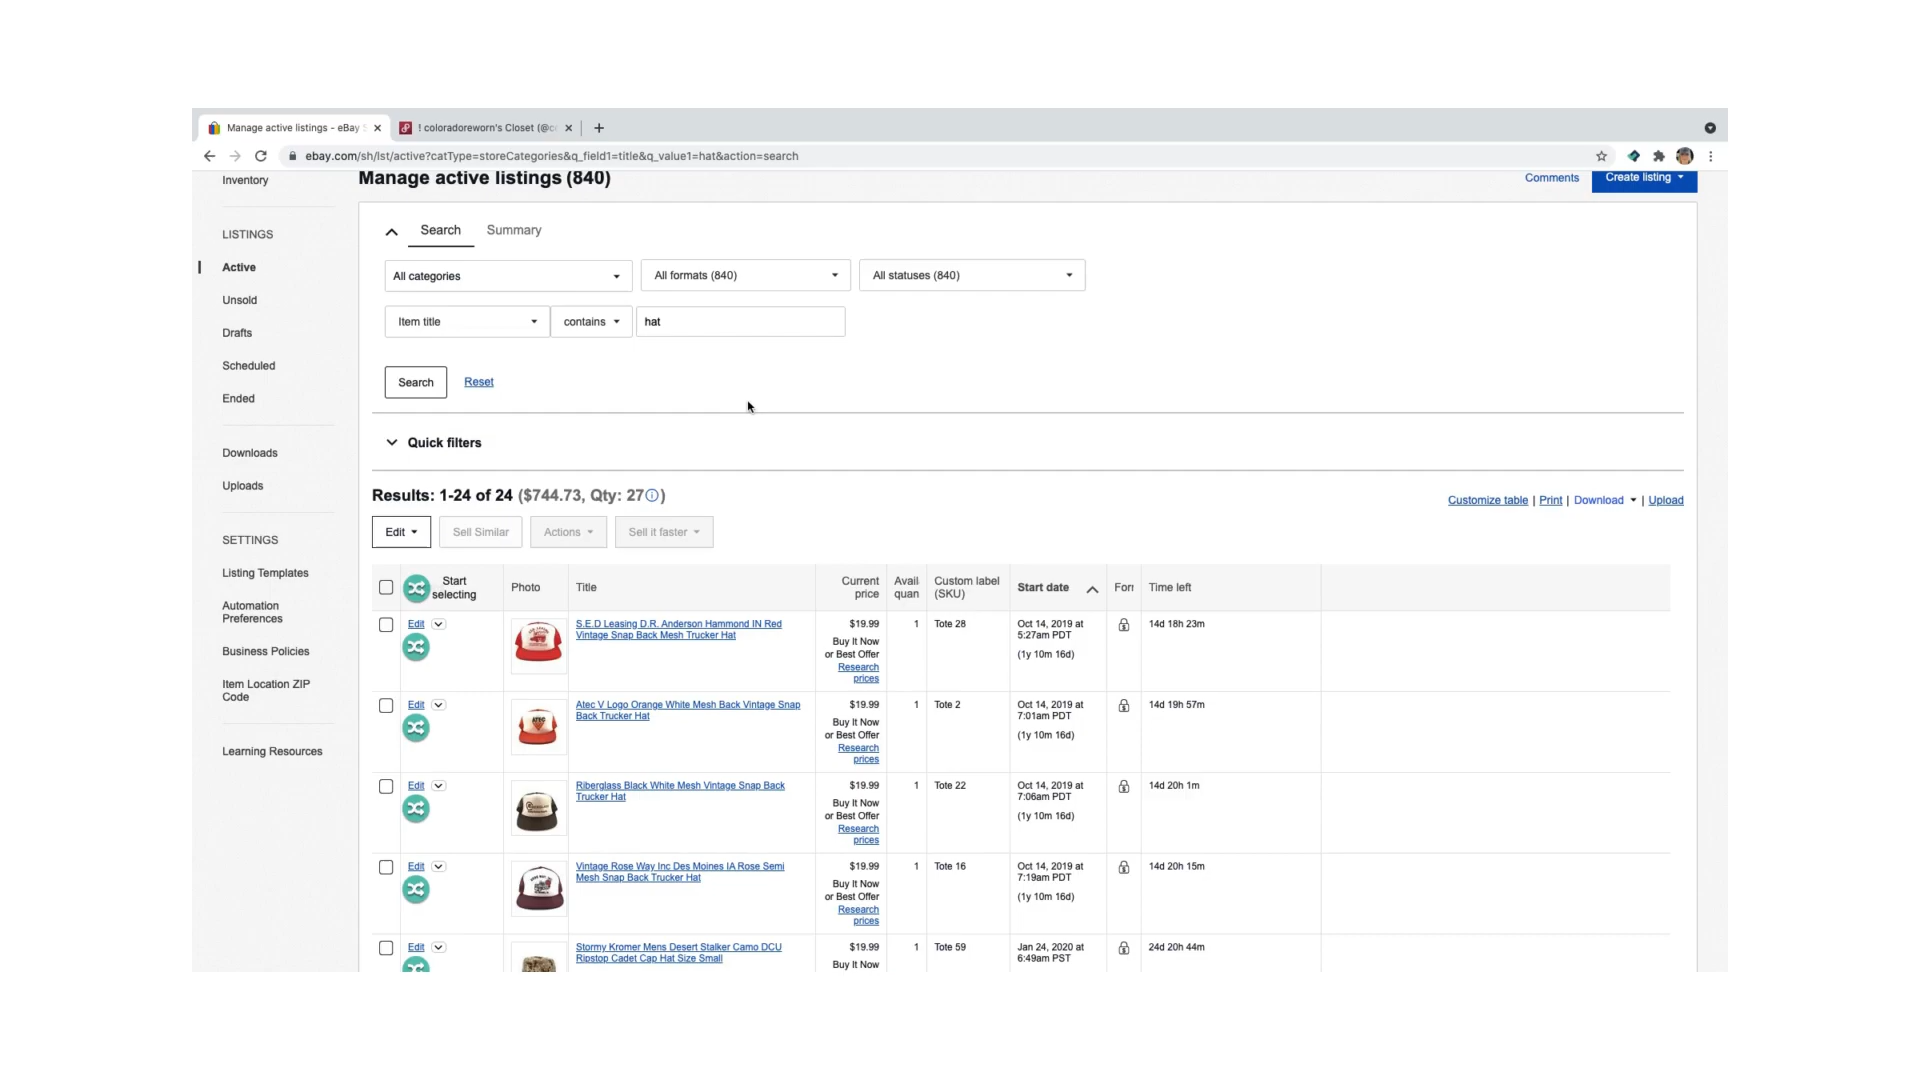 Manage active listings - eBay S
! coloradoreworn's Closet (@co
ebay.com/sh/lst/active?catType=storeCategories&q_field1=title&q_value1=hat&action=search
Inventory
Manage active listings (840)
Comments
Create listing
LISTINGS
Active
Unsold
Drafts
Scheduled
Ended
Downloads
Uploads
SETTINGS
Listing Templates
Automation
Preferences
Business Policies
Item Location ZIP
Code
Learning Resources
Search
Summary
All categories
All formats (840)
All statuses (840)
Item title
contains
hat
Search
Reset
Quick filters
Results: 1-24 of 24 ($744.73, Qty: 27)
Customize table | Print | Download | Upload
Edit
Sell Similar
Actions
Sell it faster
Start
selecting
Photo
Title
Current
price
Avail
quan
Custom label
(SKU)
Start date
Forr
Time left
Edit
S.E.D Leasing D.R. Anderson Hammond IN Red
Vintage Snap Back Mesh Trucker Hat
$19.99
Buy It Now
or Best Offer
Research
prices
1
Tote 28
Oct 14, 2019 at
5:27am PDT
(1y 10m 16d)
14d 18h 23m
Edit
ATEC
Atec V Logo Orange White Mesh Back Vintage Snap
Back Trucker Hat
$19.99
Buy It Now
or Best Offer
Research
prices
1
Tote 2
Oct 14, 2019 at
7:01am PDT
(1y 10m 16d)
14d 19h 57m
Edit
Riberglass Black White Mesh Vintage Snap Back
Trucker Hat
$19.99
Buy It Now
or Best Offer
Research
prices
1
Tote 22
Oct 14, 2019 at
7:06am PDT
(1y 10m 16d)
14d 20h 1m
Edit
Vintage Rose Way Inc Des Moines IA Rose Semi
Mesh Snap Back Trucker Hat
$19.99
Buy It Now
or Best Offer
Research
prices
1
Tote 16
Oct 14, 2019 at
7:19am PDT
(1y 10m 16d)
14d 20h 15m
Edit
Stormy Kromer Mens Desert Stalker Camo DCU
Ripstop Cadet Cap Hat Size Small
$19.99
Buy It Now
1
Tote 59
Jan 24, 2020 at
6:49am PST
24d 20h 44m